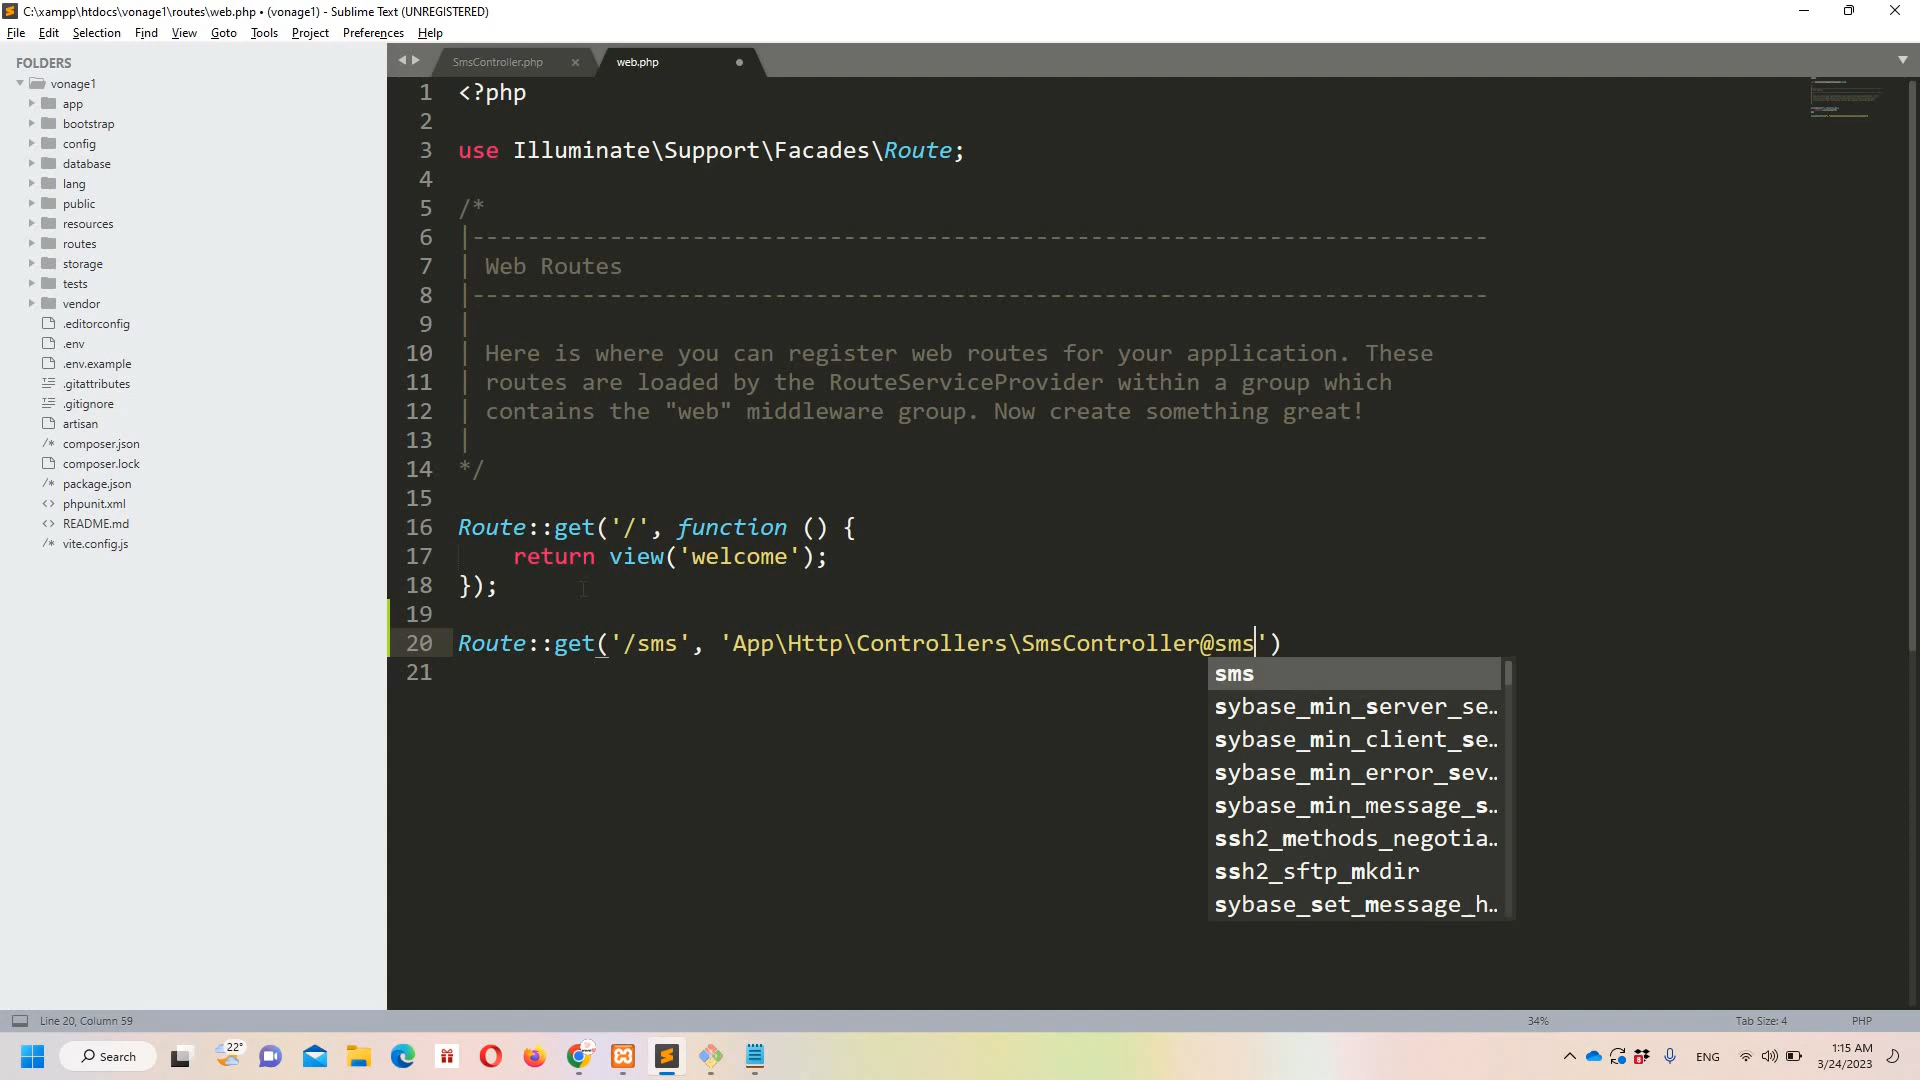 C:\xampp\htdocs\vonage1\routes\web.php • (vonage1) - Sublime Text (UNREGISTERED)
File Edit Selection Find View Goto Tools Project Preferences Help
FOLDERS
vonage1
app
bootstrap
config
database
lang
public
resources
routes
storage
tests
vendor
.editorconfig
.env
.env.example
.gitattributes
.gitignore
artisan
composer.json
composer.lock
package.json
phpunit.xml
README.md
vite.config.js
SmsController.php web.php
1 <?php
2
3 use Illuminate\Support\Facades\Route;
4
5 /*
6 |--------------------------------------------------------------------------
7 | Web Routes
8 |--------------------------------------------------------------------------
9 |
10 | Here is where you can register web routes for your application. These
11 | routes are loaded by the RouteServiceProvider within a group which
12 | contains the "web" middleware group. Now create something great!
13 |
14 */
15
16 Route::get('/', function () {
17     return view('welcome');
18 });
19
20 Route::get('/sms', 'App\Http\Controllers\SmsController@sms')
21
sms
sybase_min_server_se..
sybase_min_client_se..
sybase_min_error_sev..
sybase_min_message_s..
ssh2_methods_negotia..
ssh2_sftp_mkdir
sybase_set_message_h..
Line 20, Column 59 34% Tab Size: 4 PHP
22° Search ENG 1:15 AM
3/24/2023